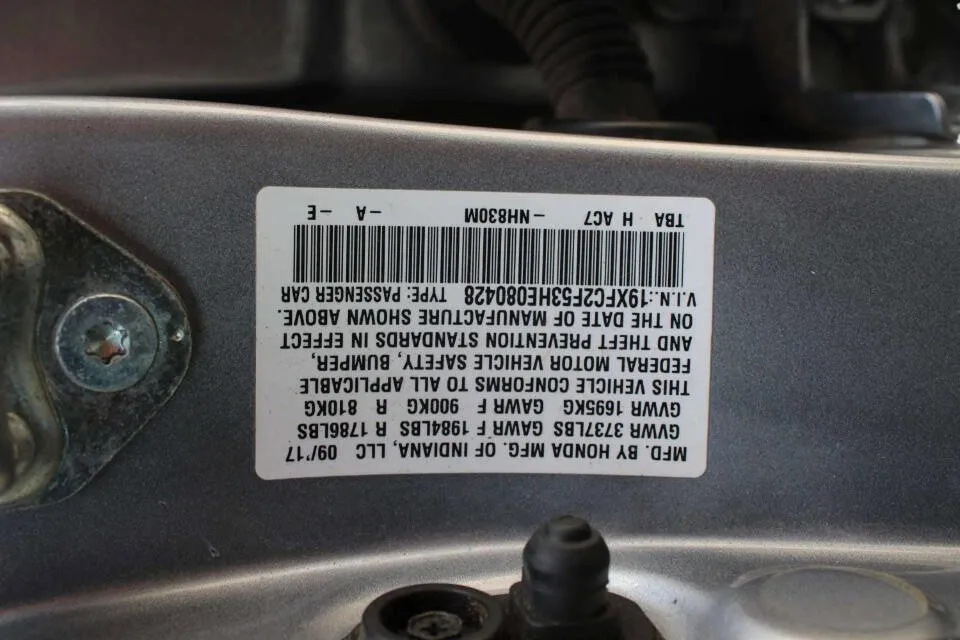 MFD. BY HONDA MFG. OF INDIANA, LLC 09/'17
GVWR 3737LBS GAWR F 1984LBS R 1786LBS
GVWR 1695KG GAWR F 900KG R 810KG
THIS VEHICLE CONFORMS TO ALL APPLICABLE
FEDERAL MOTOR VEHICLE SAFETY, BUMPER,
AND THEFT PREVENTION STANDARDS IN EFFECT
ON THE DATE OF MANUFACTURE SHOWN ABOVE.
V.I.N.:19XFC2F53HE080428 TYPE: PASSENGER CAR
TBA H AC7 –NH830M –A –E